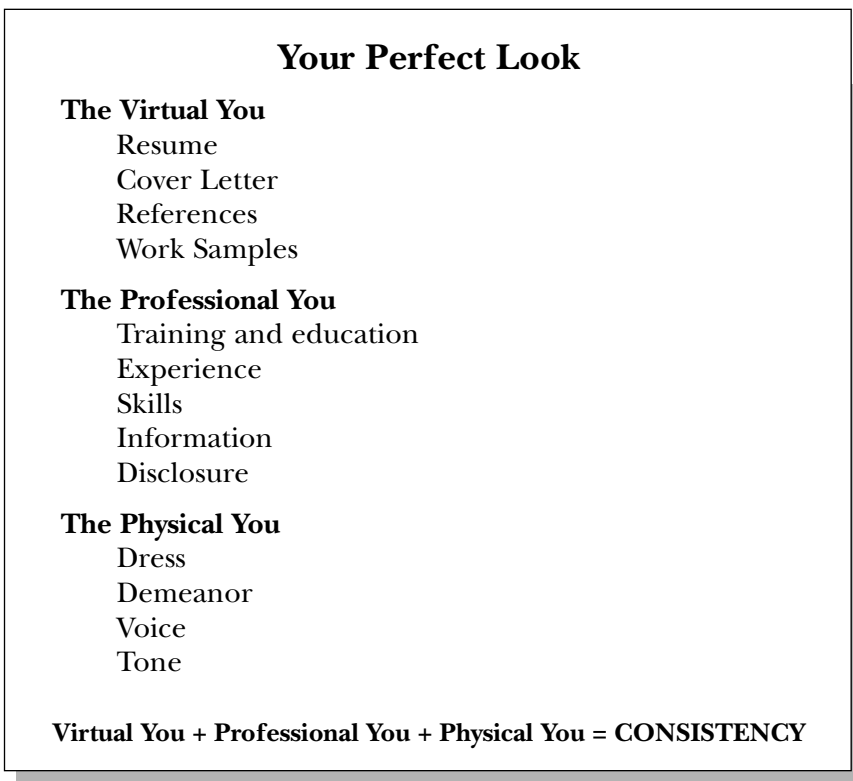 Your Perfect Look
The Virtual You
Resume
Cover Letter
References
Work Samples
The Professional You
Training and education
Experience
Skills
Information
Disclosure
The Physical You
Dress
Demeanor
Voice
Tone
Virtual You + Professional You + Physical You = CONSISTENCY